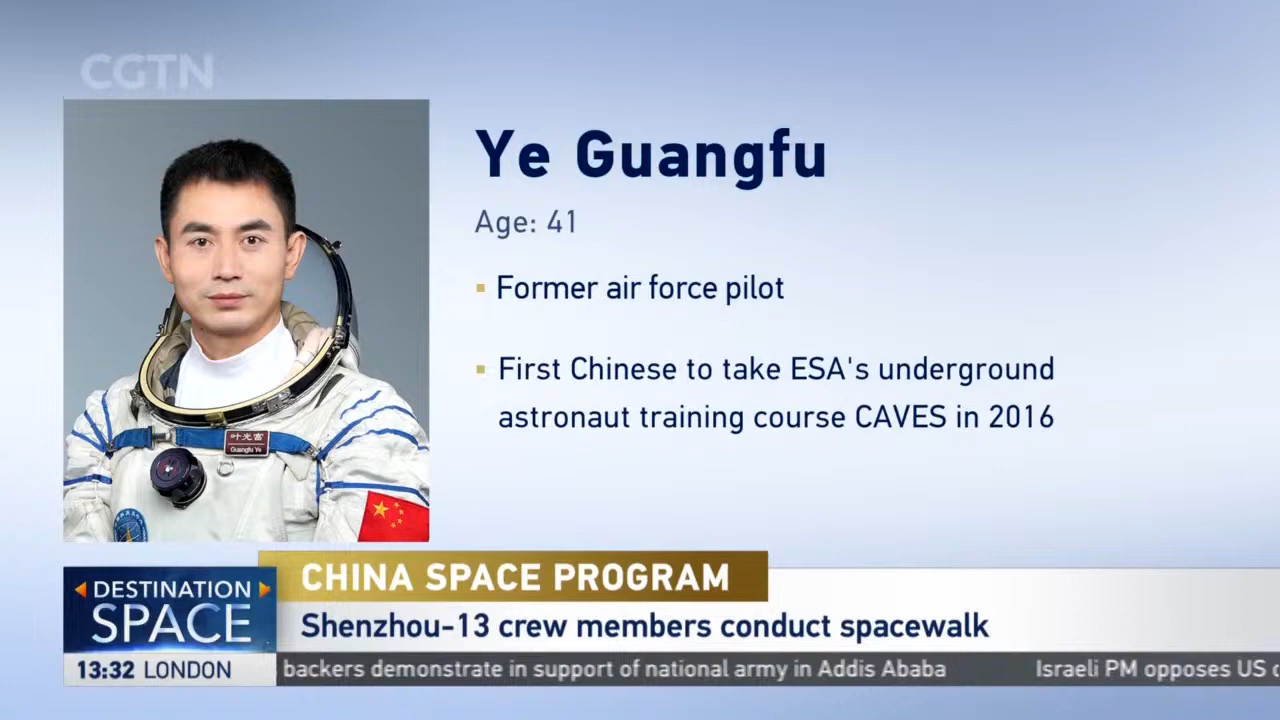 CGTN
Ye Guangfu
Age: 41
Former air force pilot
First Chinese to take ESA's underground
astronaut training course CAVES in 2016
叶光富
Guangfu Ye
CHINA SPACE PROGRAM
DESTINATION
SPACE
Shenzhou-13 crew members conduct spacewalk
13:32 LONDON
backers demonstrate in support of national army in Addis Ababa
Israeli PM opposes US